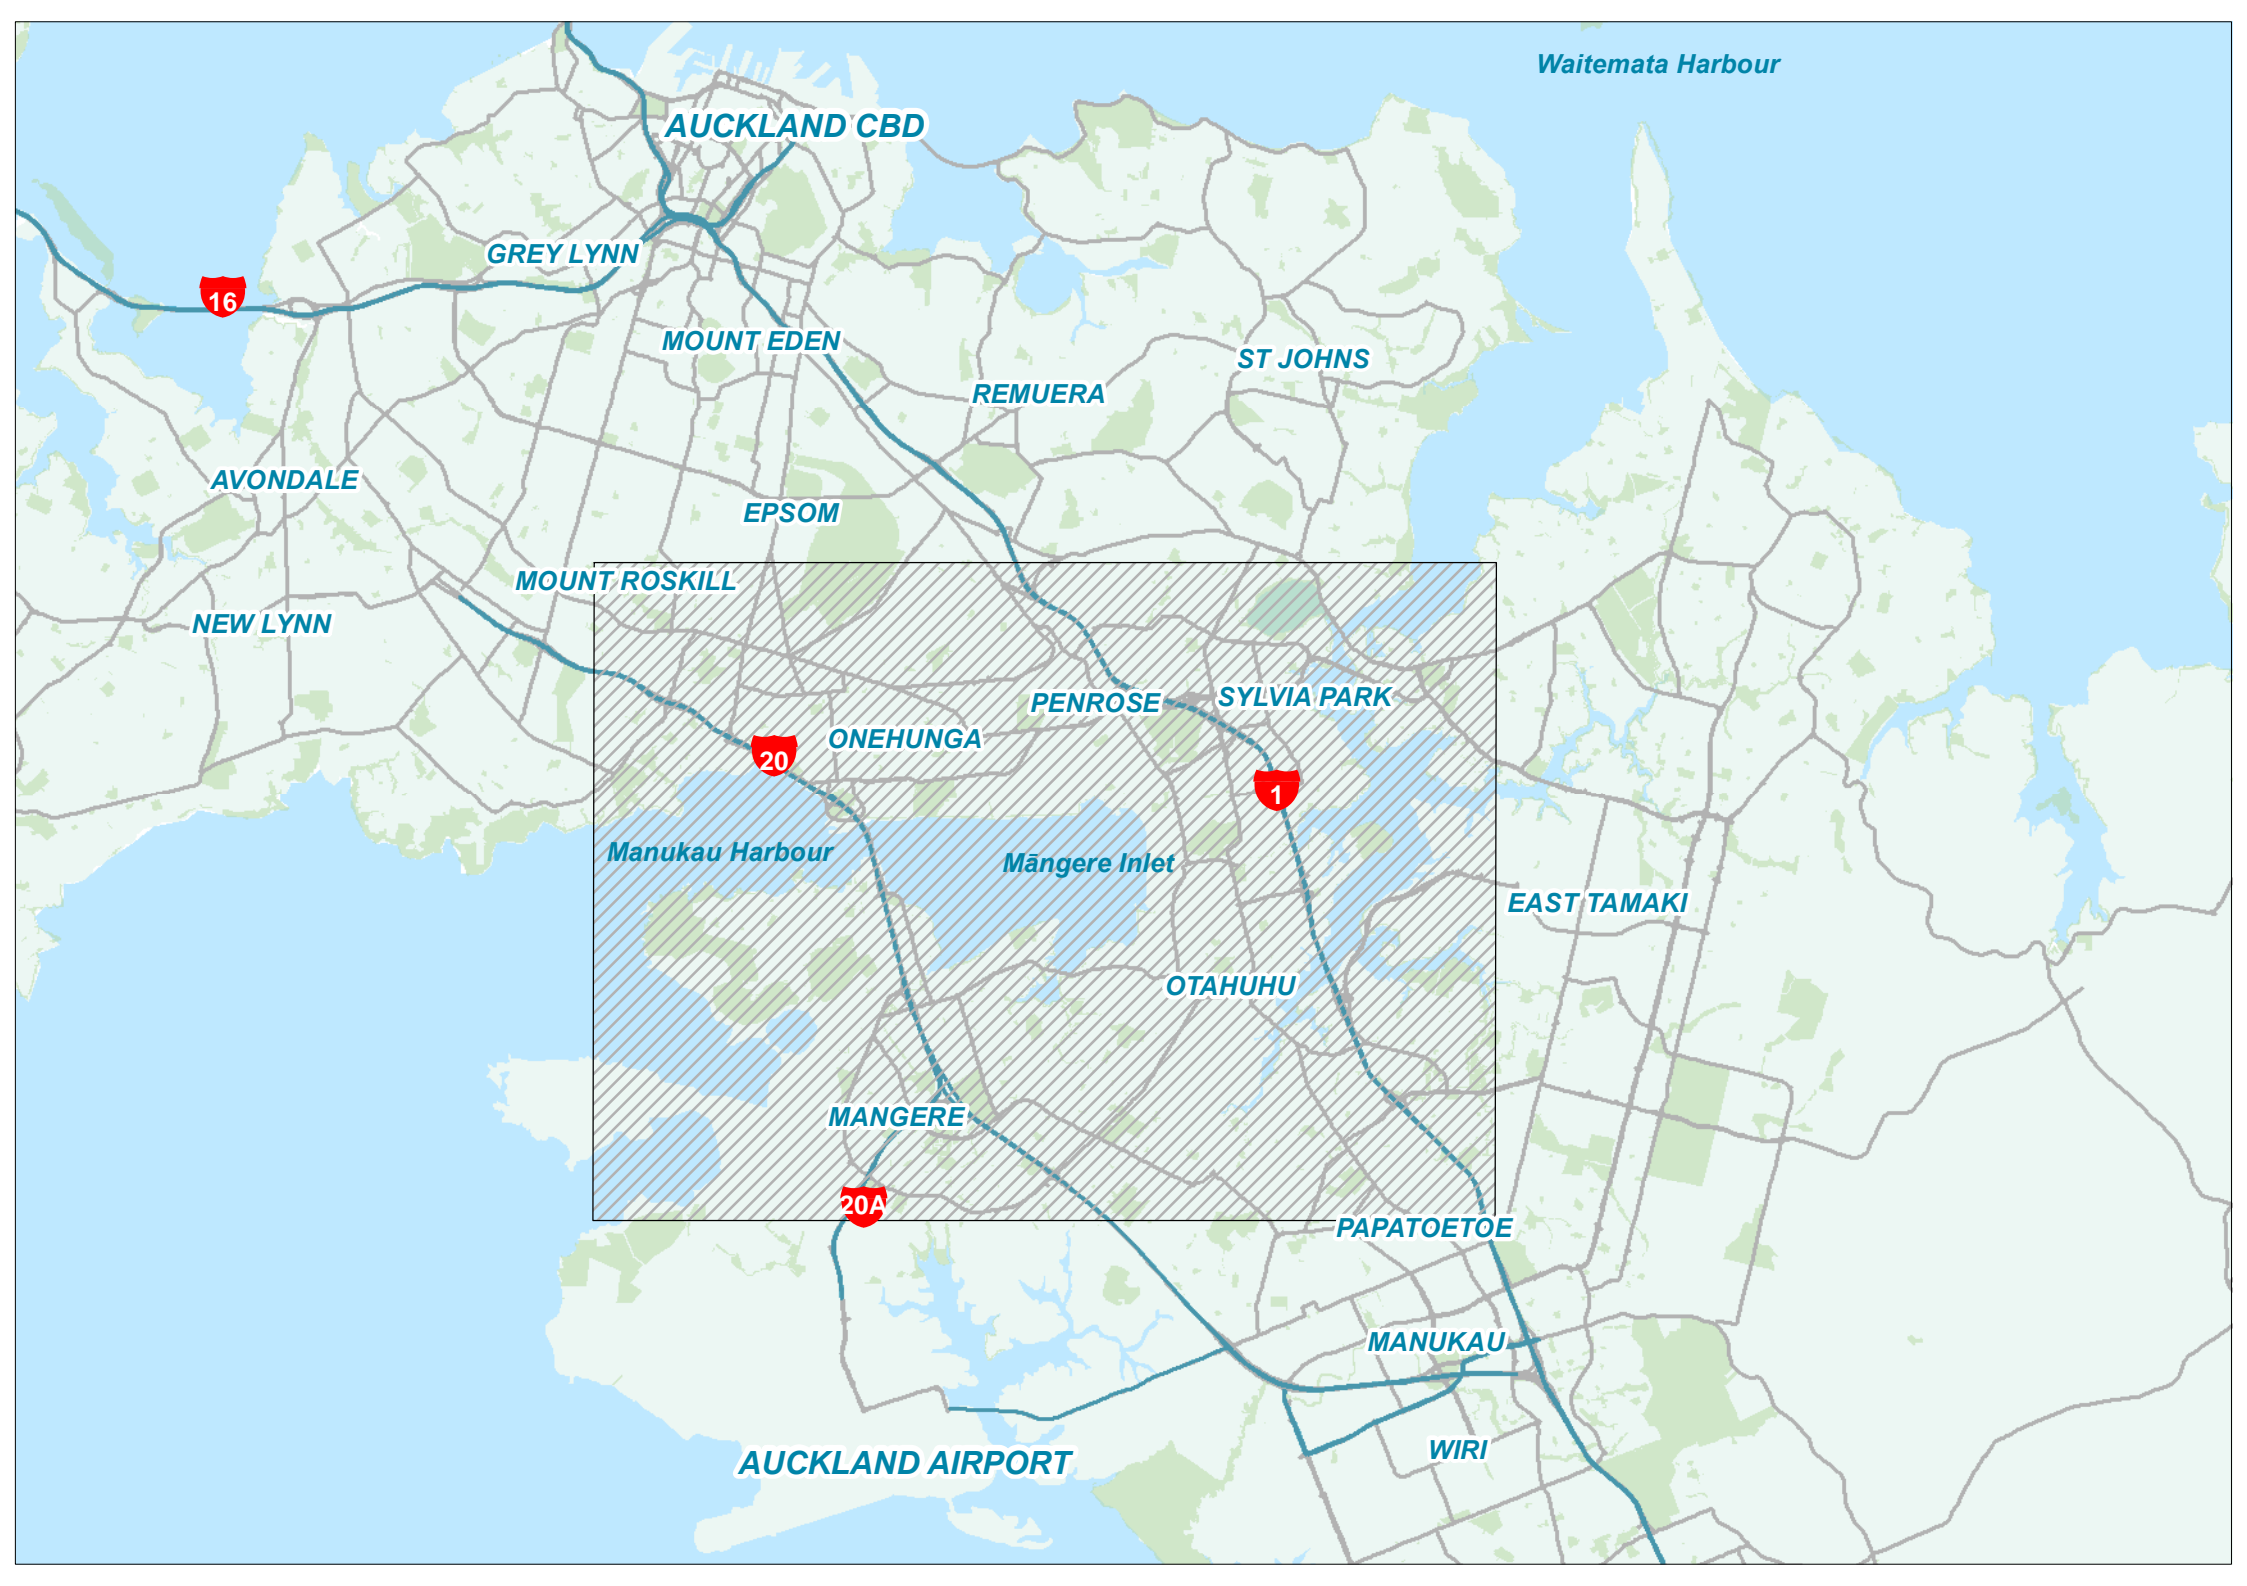 Waitemata Harbour
AUCKLAND CBD
GREY LYNN
16
MOUNT EDEN
ST JOHNS
REMUERA
AVONDALE
EPSOM
MOUNT ROSKILL
NEW LYNN
SYLVIA PARK
PENROSE
ONEHUNGA
20
1
Manukau Harbour
Māngere Inlet
EAST TAMAKI
OTAHUHU
MANGERE
20A
PAPATOETOE
MANUKAU
WIRI
AUCKLAND AIRPORT